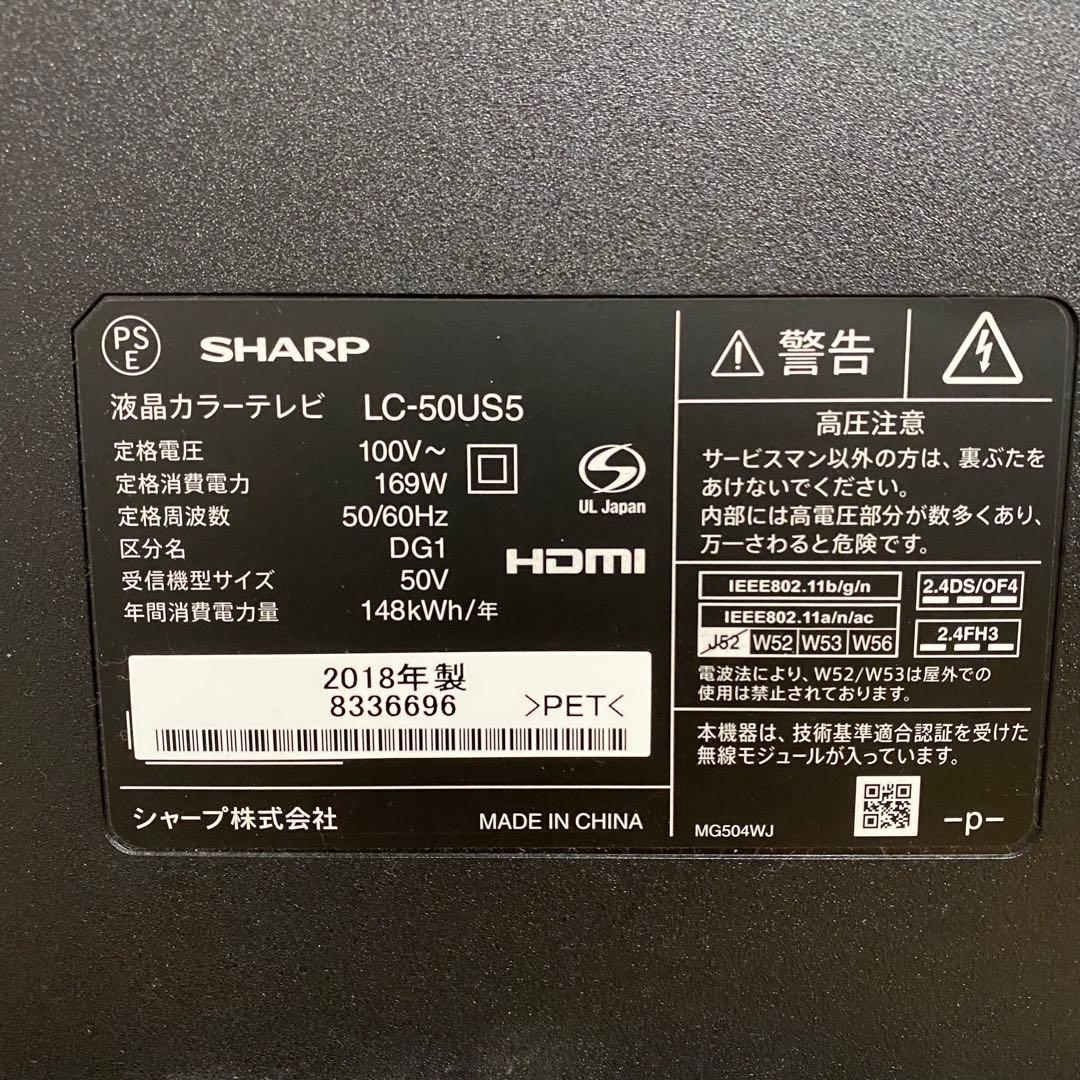 PS
E
SHARP
液晶カラーテレビ LC-50US5
定格電圧 100V～
定格消費電力 169W
定格周波数 50/60Hz
区分名 DG1
受信機型サイズ 50V
年間消費電力量 148kWh/年
UL Japan
HDMI
2018年製
8336696 >PET<
シャープ株式会社 MADE IN CHINA
警告
高圧注意
サービスマン以外の方は、裏ぶたを
あけないでください。
内部には高電圧部分が数多くあり、
万一さわると危険です。
IEEE802.11b/g/n
IEEE802.11a/n/ac
J52 W52 W53 W56
2.4DS/OF4
2.4FH3
電波法により、W52/W53は屋外での
使用は禁止されております。
本機器は、技術基準適合認証を受けた
無線モジュールが入っています。
MG504WJ
-p-